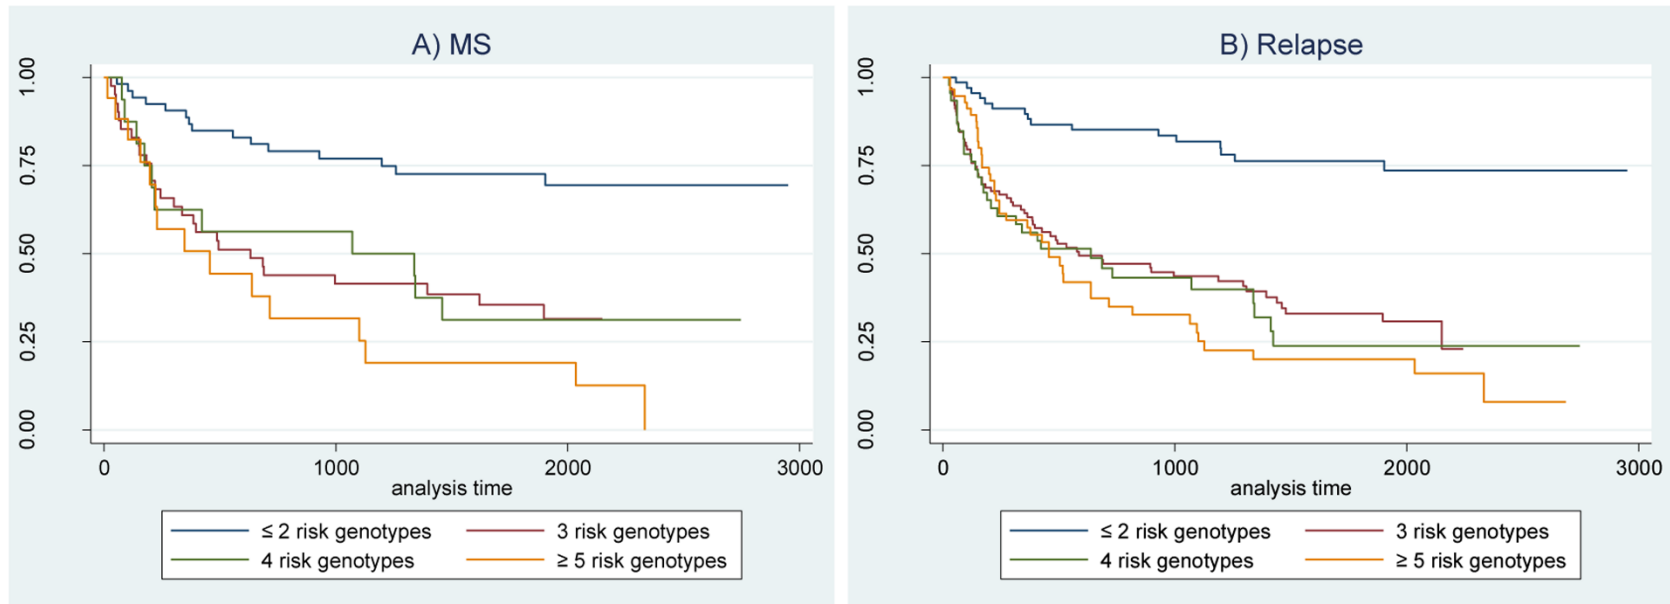 A) MS
1.00
0.75
0.50
0.25
0.00
0 1000 2000 3000
analysis time
≤ 2 risk genotypes 3 risk genotypes
4 risk genotypes ≥ 5 risk genotypes
B) Relapse
1.00
0.75
0.50
0.25
0.00
0 1000 2000 3000
analysis time
≤ 2 risk genotypes 3 risk genotypes
4 risk genotypes ≥ 5 risk genotypes